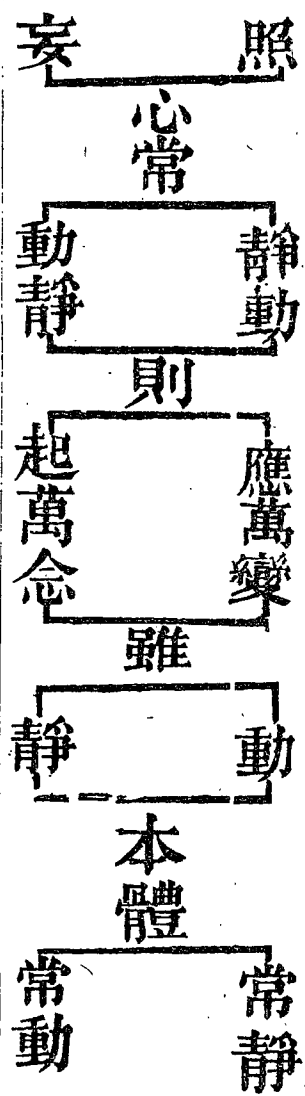 照 妄
心常
靜動 動靜
則
應萬變 起萬念
雖
動 靜
本體
常靜 常動